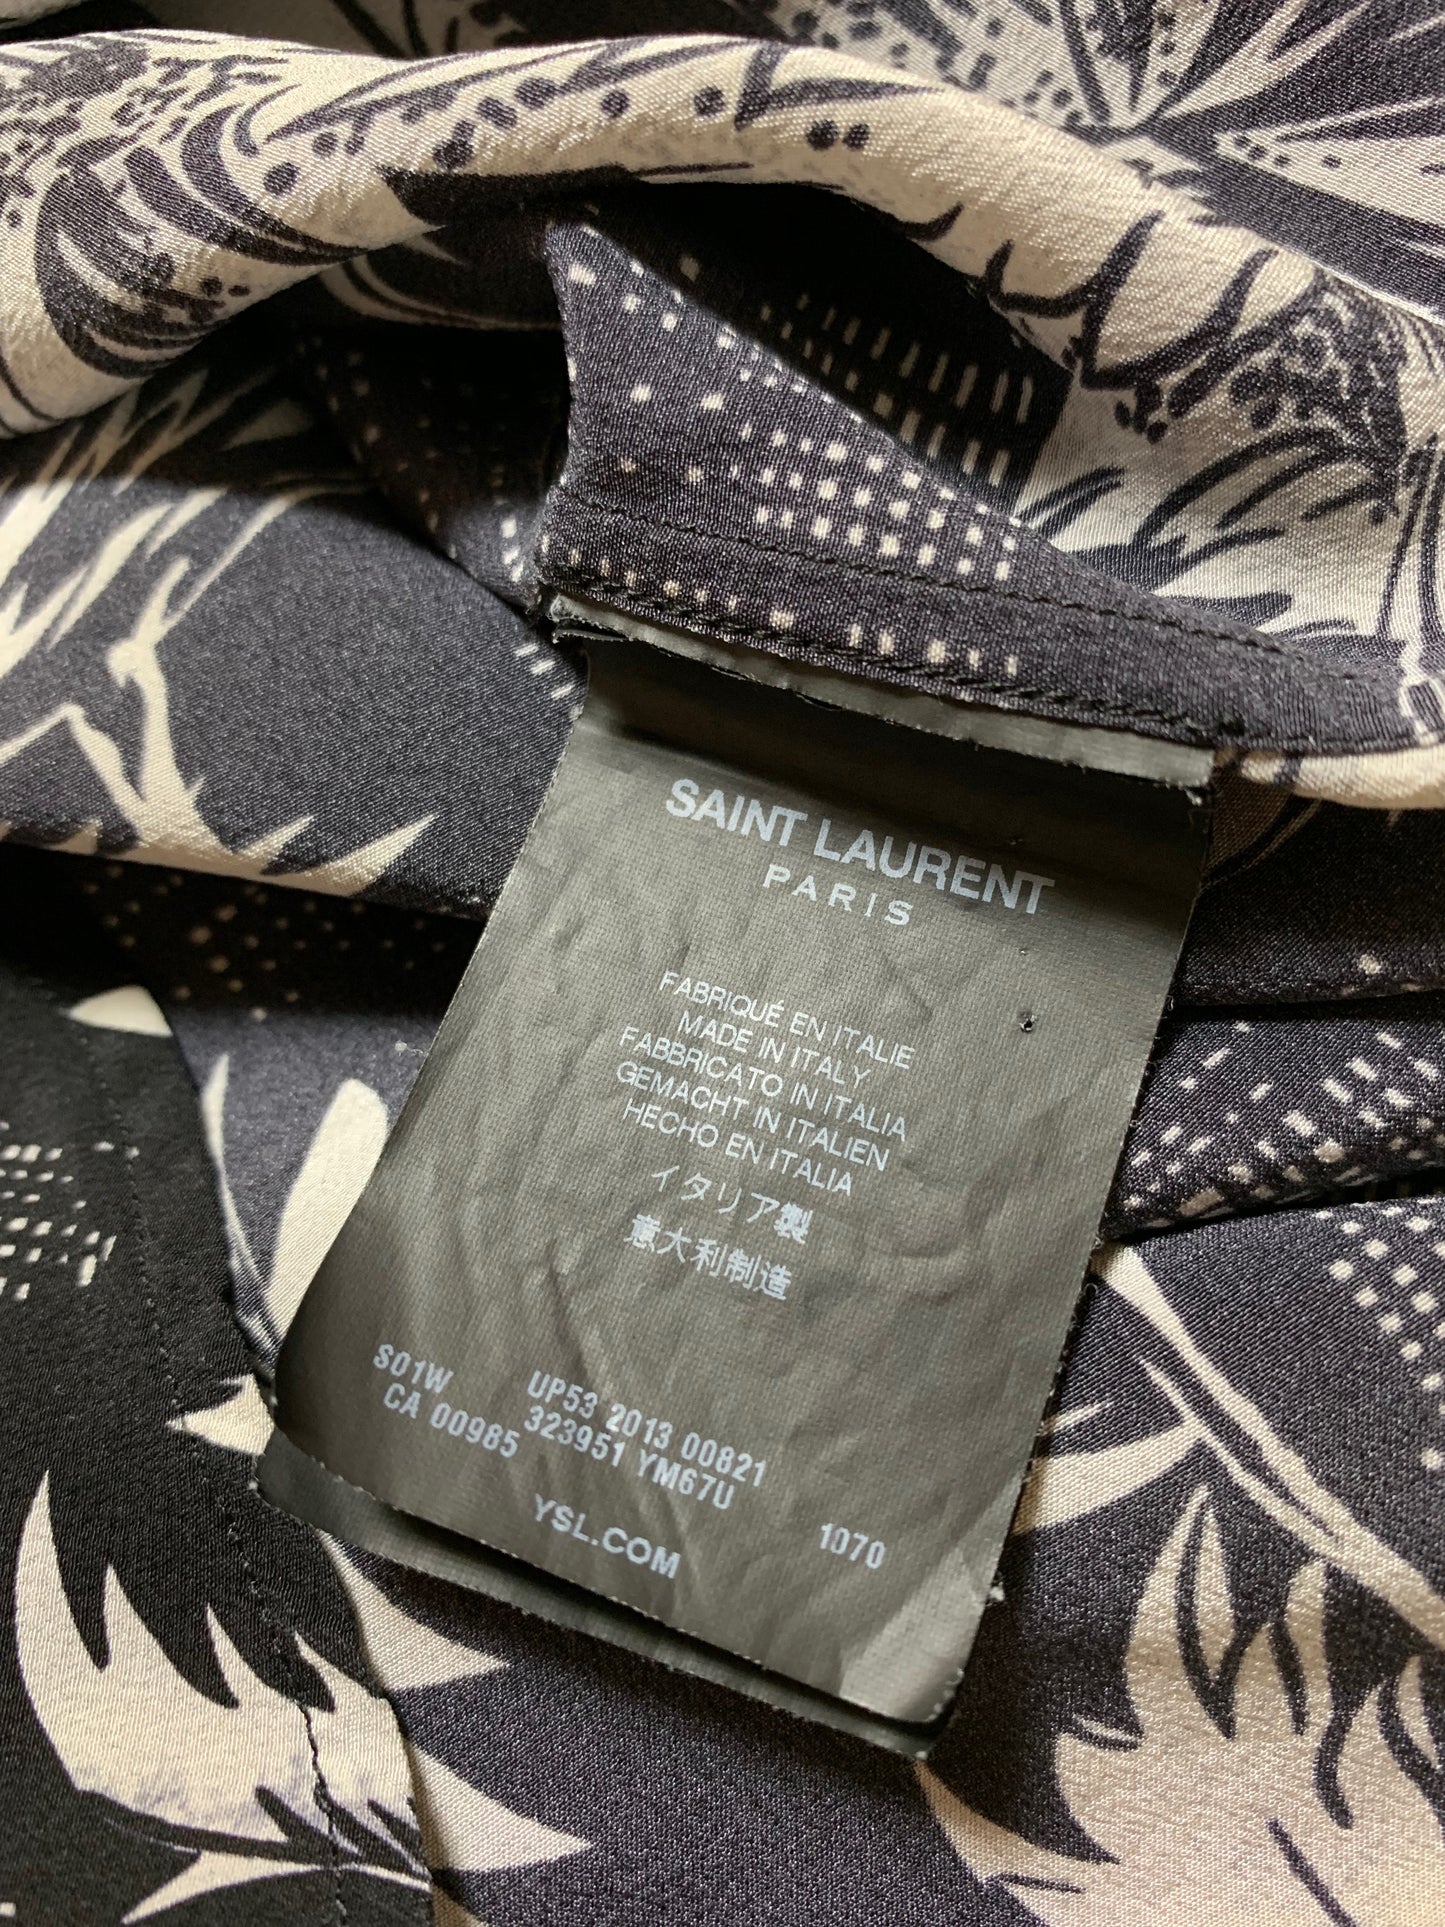 SAINT LAURENT
PARIS
FABRIQUÉ EN ITALIE
MADE IN ITALY
FABBRICATO IN ITALIA
GEMACHT IN ITALIEN
HECHO EN ITALIA
イタリア製
意大利制造
S01W UP53 2013 00821
CA 00985 323951 YM67U 1070
YSL.COM